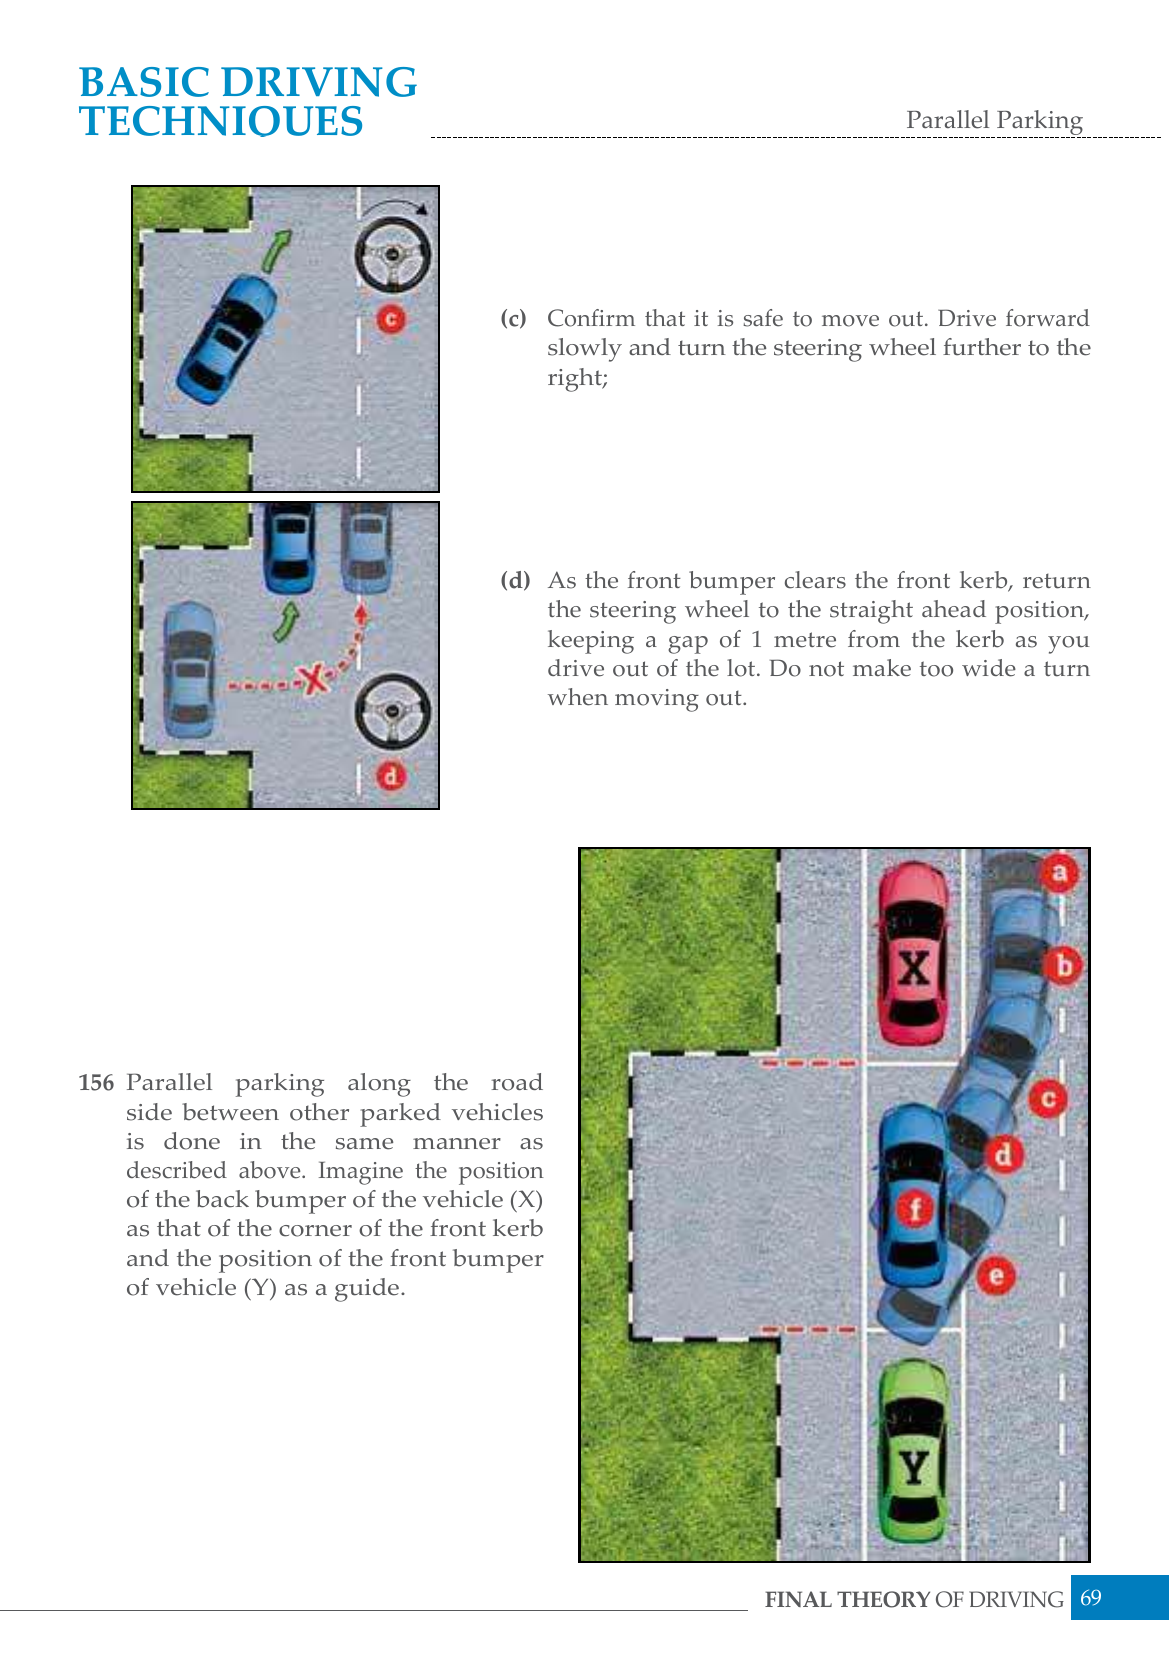 BASIC DRIVING
TECHNIQUES
Parallel Parking
c
(c) Confirm that it is safe to move out. Drive forward
slowly and turn the steering wheel further to the
right;
X
d
(d) As the front bumper clears the front kerb, return
the steering wheel to the straight ahead position,
keeping a gap of 1 metre from the kerb as you
drive out of the lot. Do not make too wide a turn
when moving out.
156 Parallel parking along the road
side between other parked vehicles
is done in the same manner as
described above. Imagine the position
of the back bumper of the vehicle (X)
as that of the corner of the front kerb
and the position of the front bumper
of vehicle (Y) as a guide.
a
X
b
c
d
f
e
Y
FINAL THEORY OF DRIVING 69